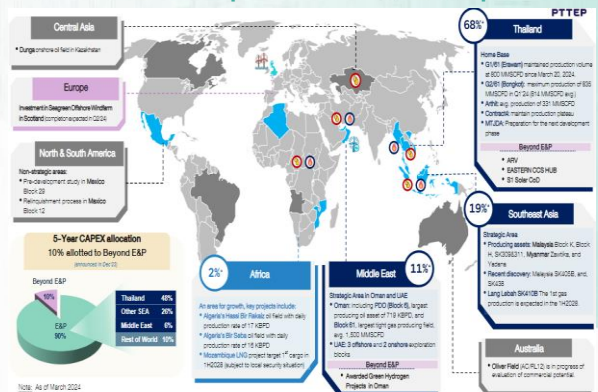 PTTEP
Central Asia
• Dunga onshore oil field in Kazakhstan
Europe
Investment in Seagreen Offshore Windfarm
in Scotland (completion expected in Q2/24)
North & South America
Non-strategic areas:
• Pre-development study in Mexico
Block 29
• Relinquishment process in Mexico
Block 12
5-Year CAPEX allocation
10% allotted to Beyond E&P
(announced in Dec'23)
Beyond E&P
10%
E&P
90%
Thailand 48%
Other SEA 26%
Middle East 6%
Rest of World 10%
Note: As of March 2024
2%*
Africa
An area for growth, key projects include:
• Algeria's Hassi Bir Rekaiz oil field with daily
production rate of 17 KBPD
• Algeria's Bir Seba oil field with daily
production rate of 16 KBPD
• Mozambique LNG project target 1st cargo in
1H2028 (subject to local security situation)
Middle East
11%*
Strategic Area in Oman and UAE
• Oman: including PDO (Block 6), largest
producing oil asset of 719 KBPD, and
Block 61, largest tight gas producing field,
avg. 1,500 MMSCFD
• UAE: 3 offshore and 2 onshore exploration
blocks
Beyond E&P
• Awarded Green Hydrogen
Projects in Oman
68%*
Thailand
Home Base
• G1/61 (Erawan) maintained production volume
at 800 MMSCFD since March 20, 2024.
• G2/61 (Bongkot): maximum production of 835
MMSCFD in Q1'24 (814 MMSCFD avg.)
• Arthit: avg. production of 331 MMSCFD
• Contract4: maintain production plateau
• MTJDA: Preparation for the next development
phase
Beyond E&P
• ARV
• EASTERN CCS HUB
• S1 Solar CoD
19%*
Southeast Asia
Strategic Area
• Producing assets: Malaysia Block K, Block
H, SK309&311, Myanmar Zawtika, and
Yadana
• Recent discovery: Malaysia SK405B, and,
SK438
• Lang Lebah SK410B The 1st gas
production is expected in the 1H2028.
Australia
• Oliver Field (AC/RL12) is in progress of
evaluation of commercial potential.